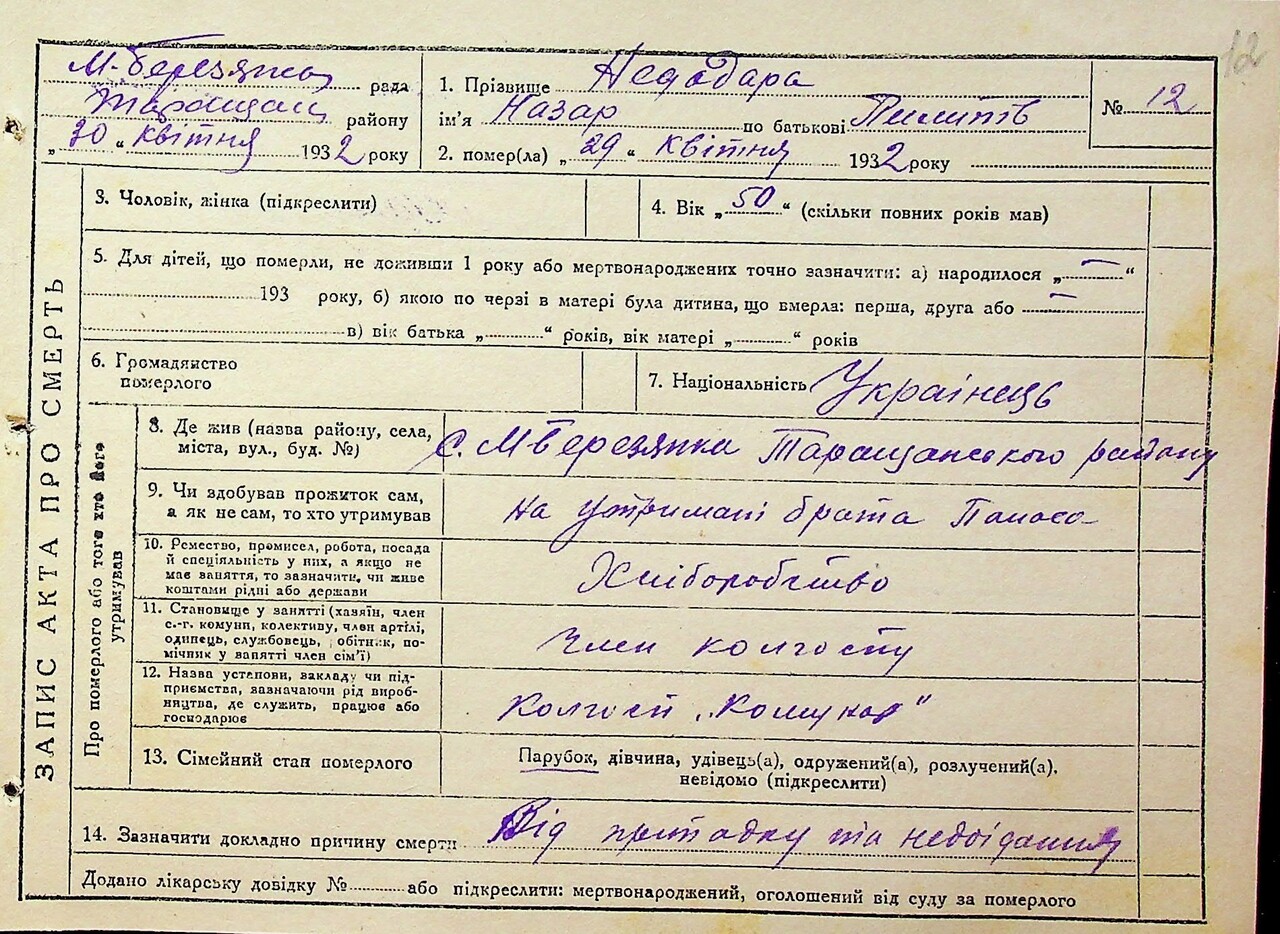 12
М-Березянка рада
Таращан району
„ 30 “ квітня 1932 року
1. Прізвище Недобара
ім'я Назар по батькові Пилипів
2. помер(ла) „ 29 “ квітня 1932 року
№ 12
ЗАПИС АКТА ПРО СМЕРТЬ
3. Чоловік, жінка (підкреслити)
4. Вік „ 50 “ (скільки повних років мав)
5. Для дітей, що померли, не доживши 1 року або мертвонароджених точно зазначити: а) народилося „ — “
193 року, б) якою по черзі в матері була дитина, що вмерла: перша, друга або —
в) вік батька „ “ років, вік матері „ “ років
6. Громадянство
померлого
7. Національність Українець
Про померлого або того хто його
утримував
8. Де жив (назва району, села,
міста, вул., буд. №)
с. МБерезянка Таращанського району
9. Чи здобував прожиток сам,
а як не сам, то хто утримував
на утримані брата Панаса
10. Ремество, промисел, робота, посада
й спеціяльність у них, а якщо не
має заняття, то зазначити, чи живе
коштами рідні або держави
Хліборобство
11. Становище у занятті (хазяїн, член
с.-г. комуни, колективу, член артілі,
одинець, службовець, обітник, по-
мічник у занятті член сім'ї)
Член колгоспу
12. Назва установи, закладу чи під-
приємства, зазначаючи рід вироб-
ництва, де служить, працює або
господарює
Колгосп „Комунар“
13. Сімейний стан померлого
Парубок, дівчина, удівець(а), одружений(а), розлучений(а),
невідомо (підкреслити)
14. Зазначити докладно причину смерти Від припадку та недоїдання
Додано лікарську довідку № або підкреслити: мертвонароджений, оголошений від суду за померлого